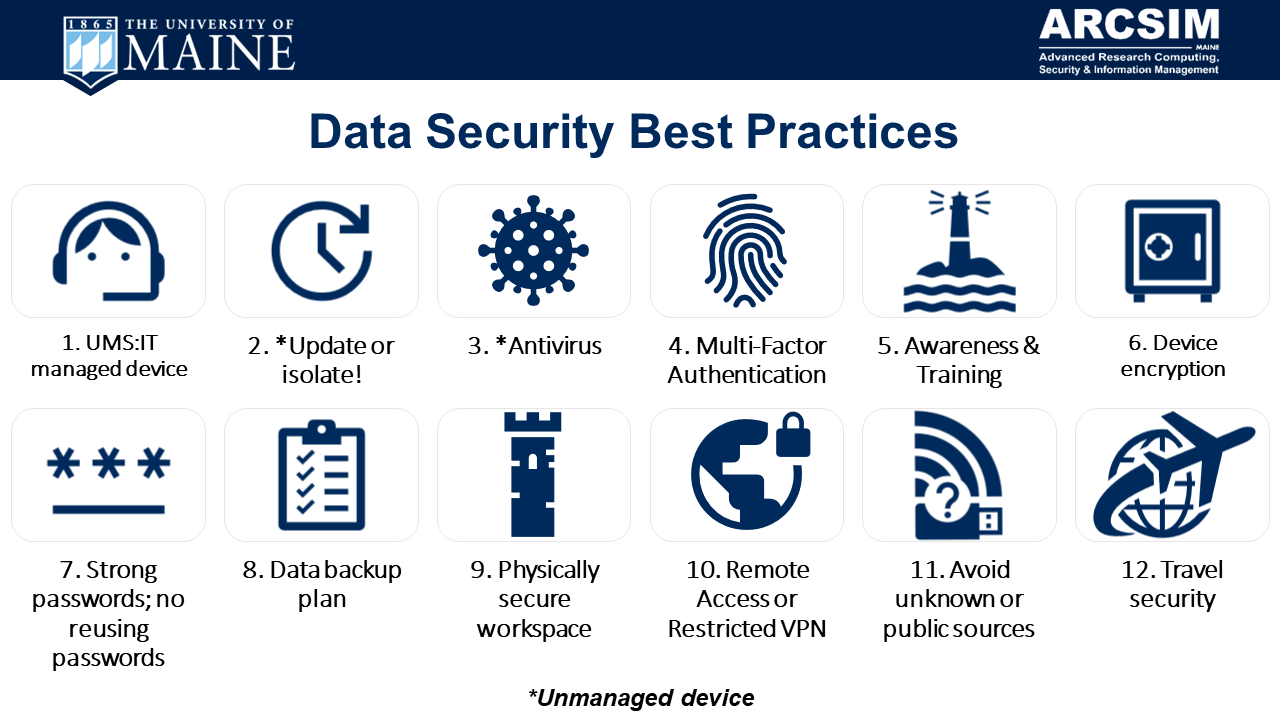 1865
THE UNIVERSITY OF
MAINE
ARCSIM
MAINE
Advanced Research Computing,
Security & Information Management
Data Security Best Practices
1. UMS:IT
managed device
2. *Update or
isolate!
3. *Antivirus
4. Multi-Factor
Authentication
5. Awareness &
Training
6. Device
encryption
7. Strong
passwords; no
reusing
passwords
8. Data backup
plan
9. Physically
secure
workspace
10. Remote
Access or
Restricted VPN
11. Avoid
unknown or
public sources
12. Travel
security
*Unmanaged device